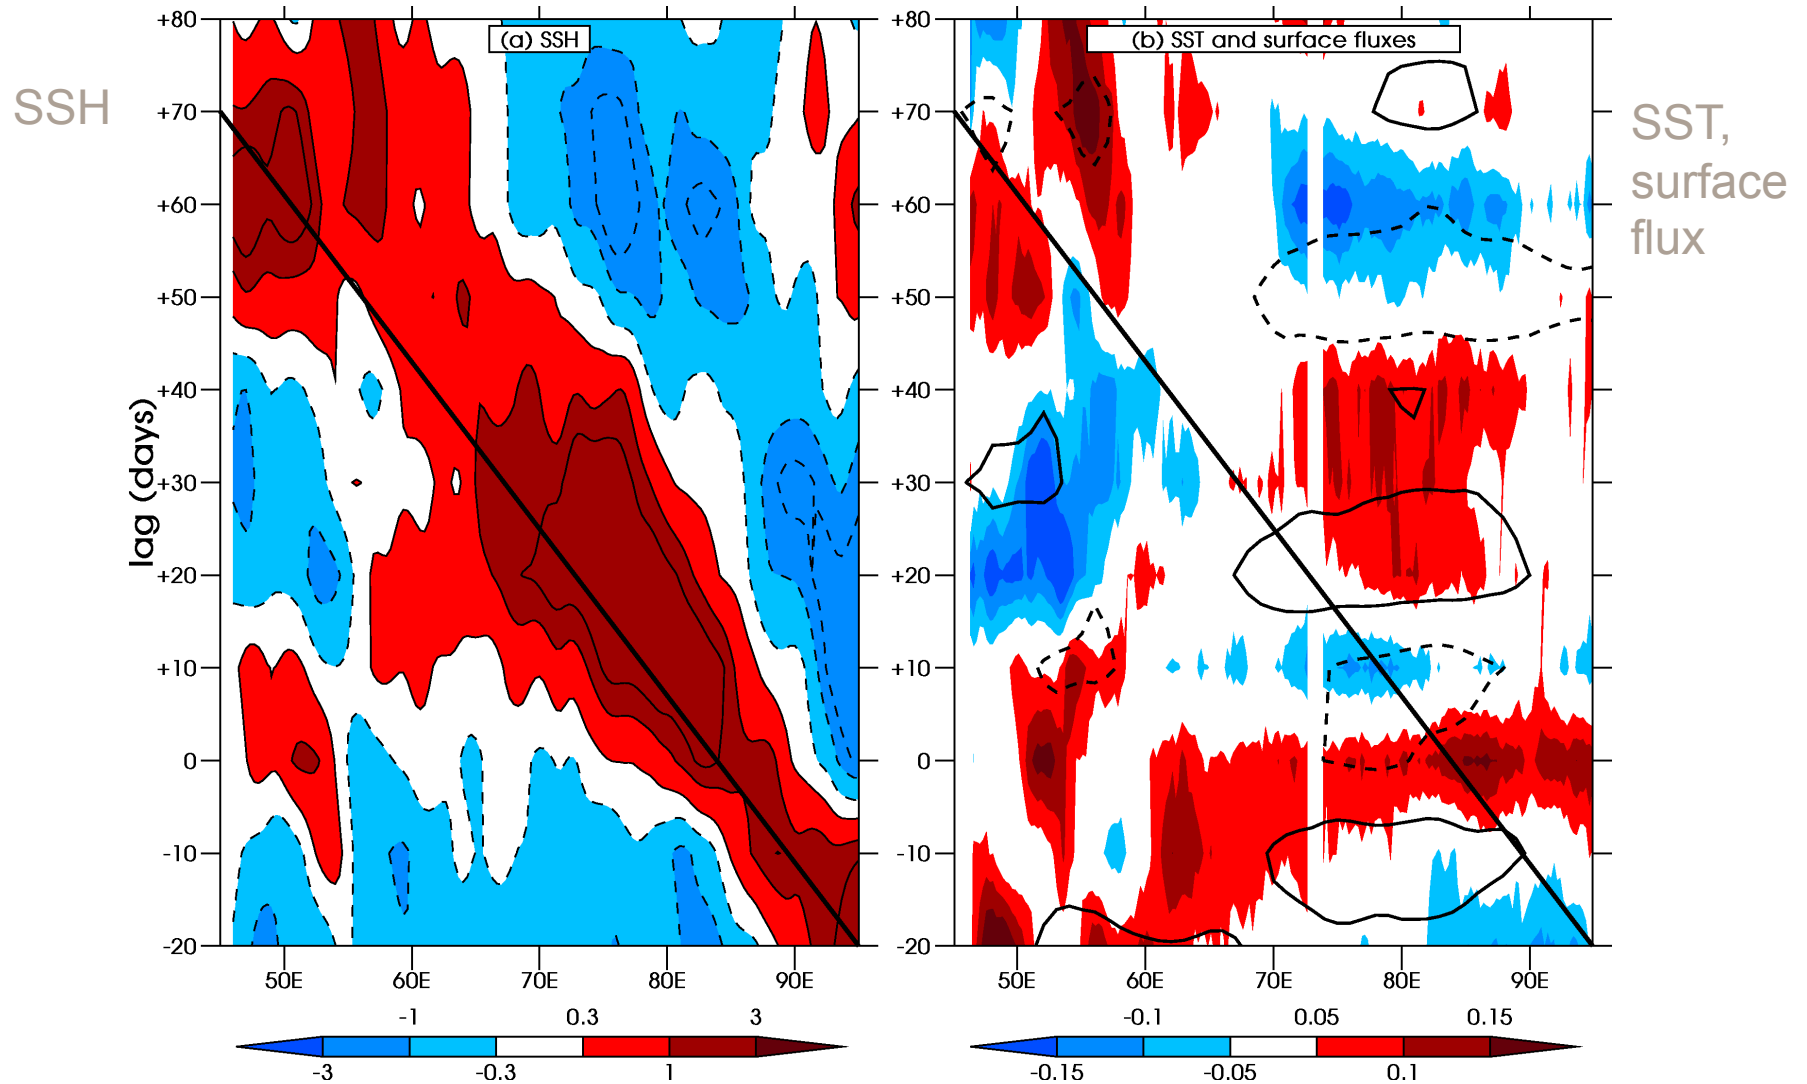 SSH
(a) SSH
(b) SST and surface fluxes
SST,
surface
flux
lag (days)
+80
+70
+60
+50
+40
+30
+20
+10
0
-10
-20
50E 60E 70E 80E 90E
-1 0.3 3
-3 -0.3 1
+80
+70
+60
+50
+40
+30
+20
+10
0
-10
-20
50E 60E 70E 80E 90E
-0.1 0.05 0.15
-0.15 -0.05 0.1